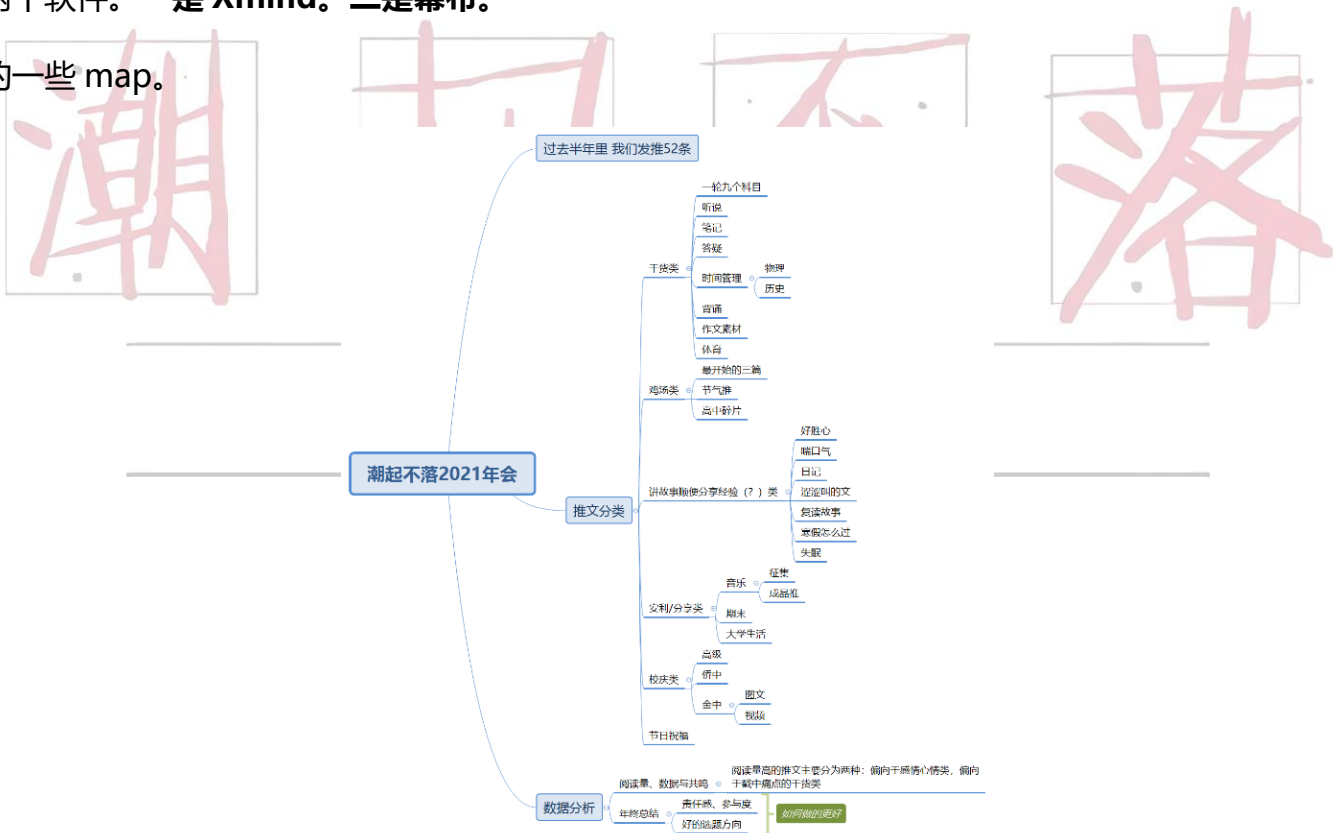 两个软件。一是 Xmind。二是幕布。
的一些 map。
潮
落
过去半年里 我们发推52条
一轮九个科目
听说
笔记
答疑
干货类
时间管理
物理
历史
背诵
作文素材
体育
最开始的三篇
鸡汤类
节气推
高中碎片
好胜心
喘口气
日记
讲故事顺便分享经验（？）类
涩涩叫的文
复读故事
寒假怎么过
失眠
潮起不落2021年会
推文分类
音乐
征集
成品推
安利/分享类
期末
大学生活
高级
校庆类
侨中
金中
图文
视频
节日祝福
数据分析
阅读量、数据与共鸣
阅读量高的推文主要分为两种：偏向于感情心情类，偏向
于戳中痛点的干货类
年终总结
责任感、参与度
好的选题方向
如何做的更好